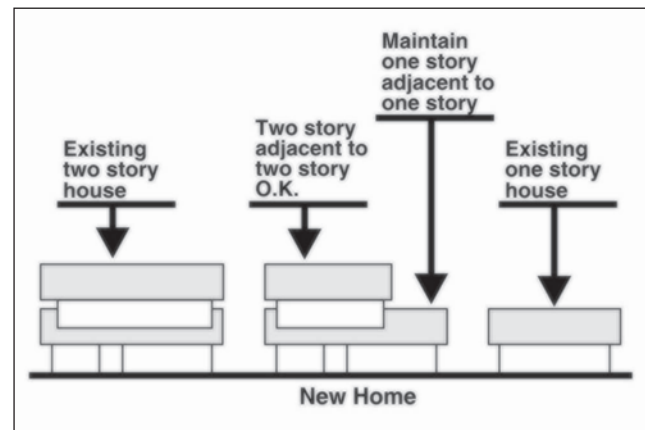 Existing
two story
house
Two story
adjacent to
two story
O.K.
Maintain
one story
adjacent to
one story
Existing
one story
house
New Home